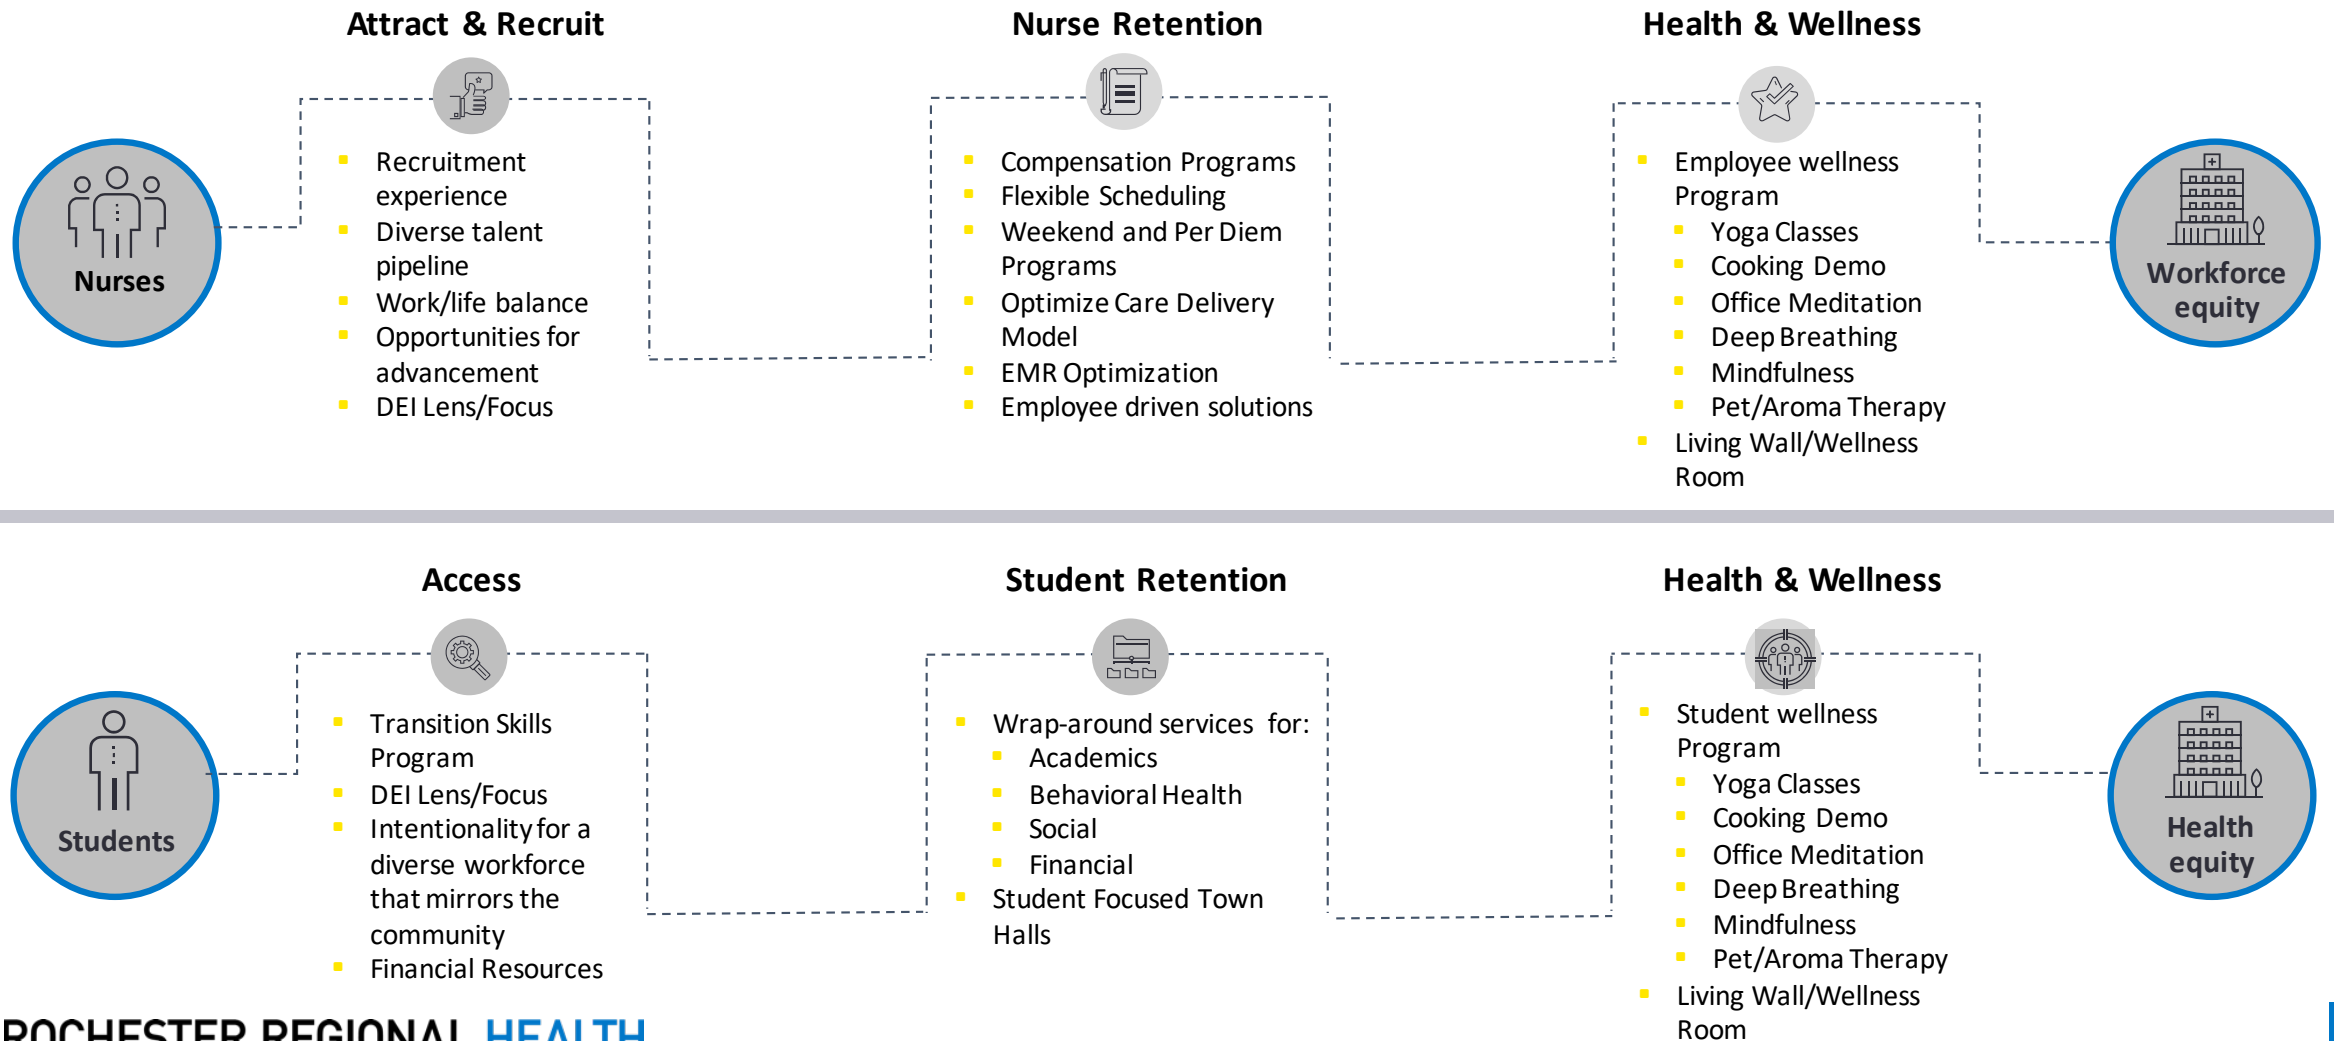 Attract & Recruit
Nurse Retention
Health & Wellness
Nurses
Recruitment
experience
Diverse talent
pipeline
Work/life balance
Opportunities for
advancement
DEI Lens/Focus
Compensation Programs
Flexible Scheduling
Weekend and Per Diem
Programs
Optimize Care Delivery
Model
EMR Optimization
Employee driven solutions
Employee wellness
Program
Yoga Classes
Cooking Demo
Office Meditation
Deep Breathing
Mindfulness
Pet/Aroma Therapy
Living Wall/Wellness
Room
Workforce
equity
Access
Student Retention
Health & Wellness
Students
Transition Skills
Program
DEI Lens/Focus
Intentionality for a
diverse workforce
that mirrors the
community
Financial Resources
Wrap-around services for:
Academics
Behavioral Health
Social
Financial
Student Focused Town
Halls
Student wellness
Program
Yoga Classes
Cooking Demo
Office Meditation
Deep Breathing
Mindfulness
Pet/Aroma Therapy
Living Wall/Wellness
Room
Health
equity
ROCHESTER REGIONAL HEALTH